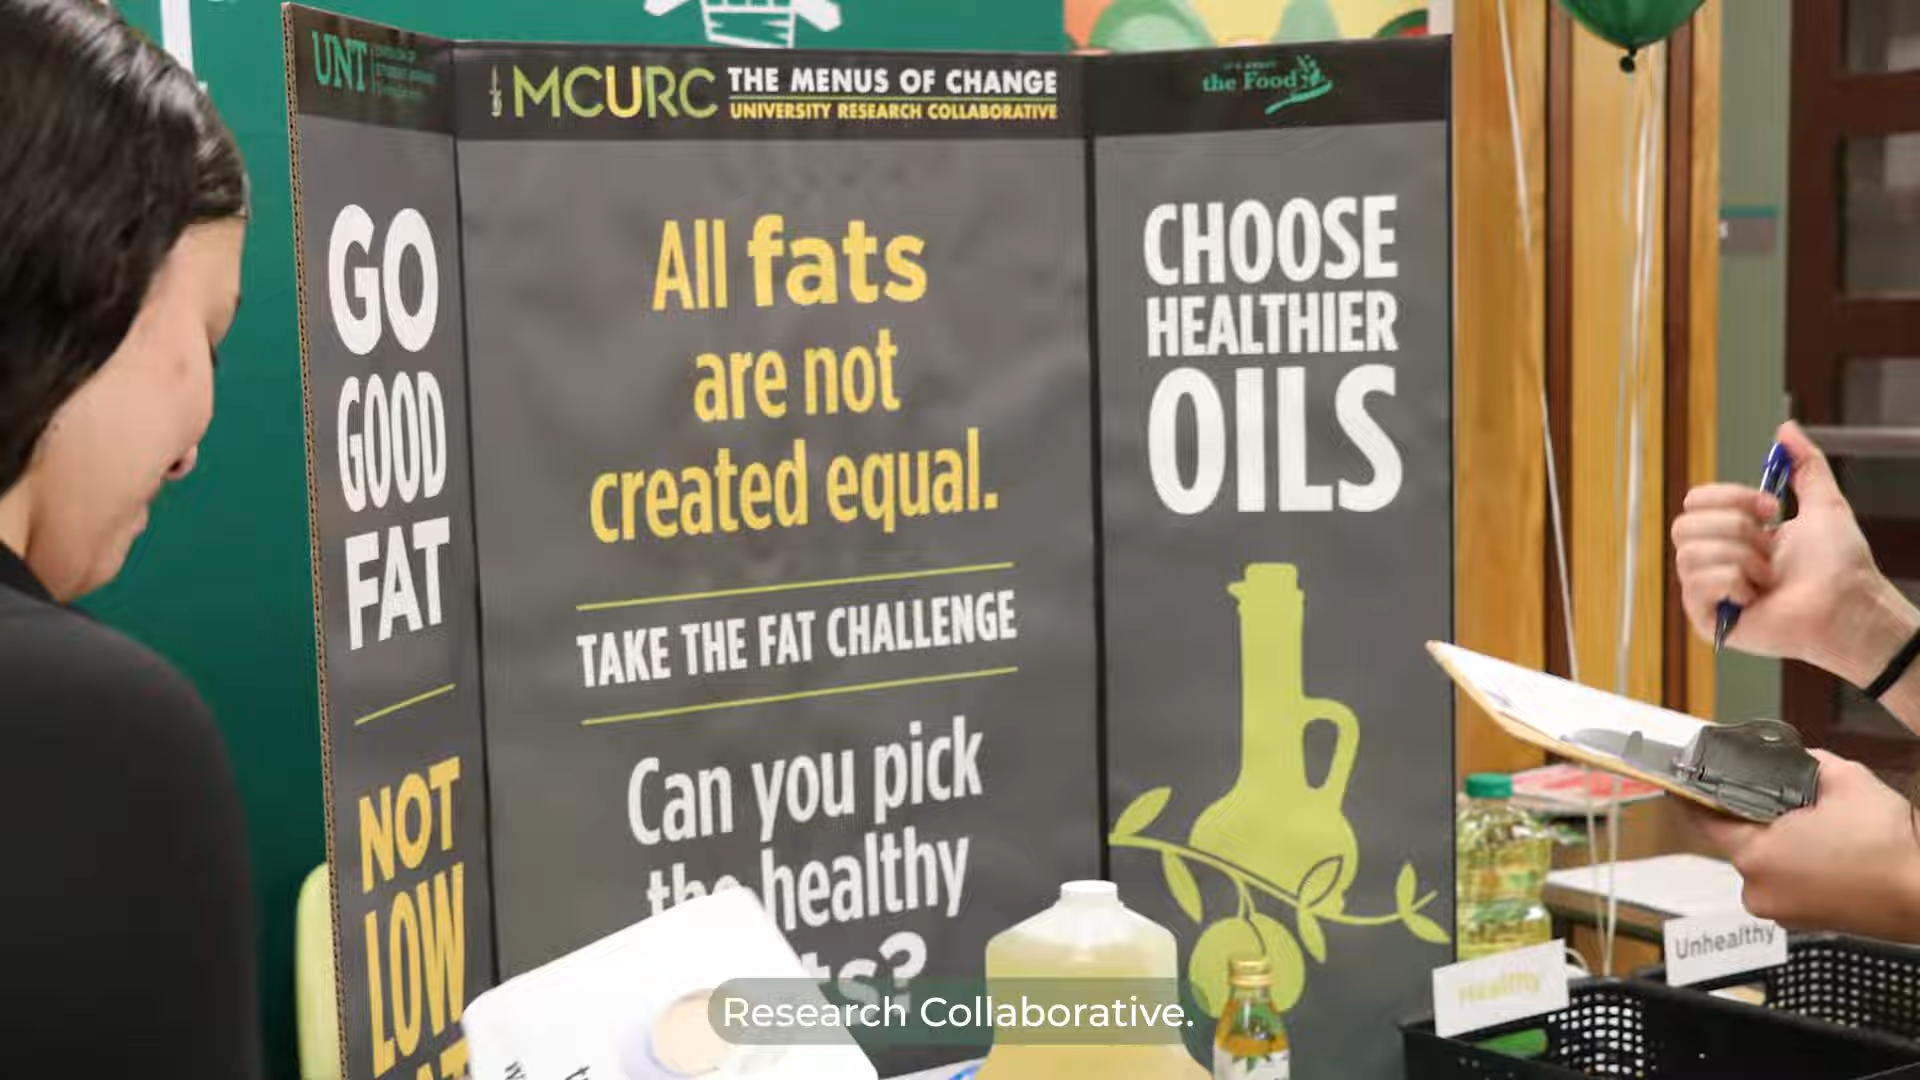 UNT
MCURC THE MENUS OF CHANGE
UNIVERSITY RESEARCH COLLABORATIVE
the Food
GO
GOOD
FAT
NOT
LOW
All fats
are not
created equal.
TAKE THE FAT CHALLENGE
Can you pick
the healthy
CHOOSE
HEALTHIER
OILS
Healthy
Unhealthy
Research Collaborative.